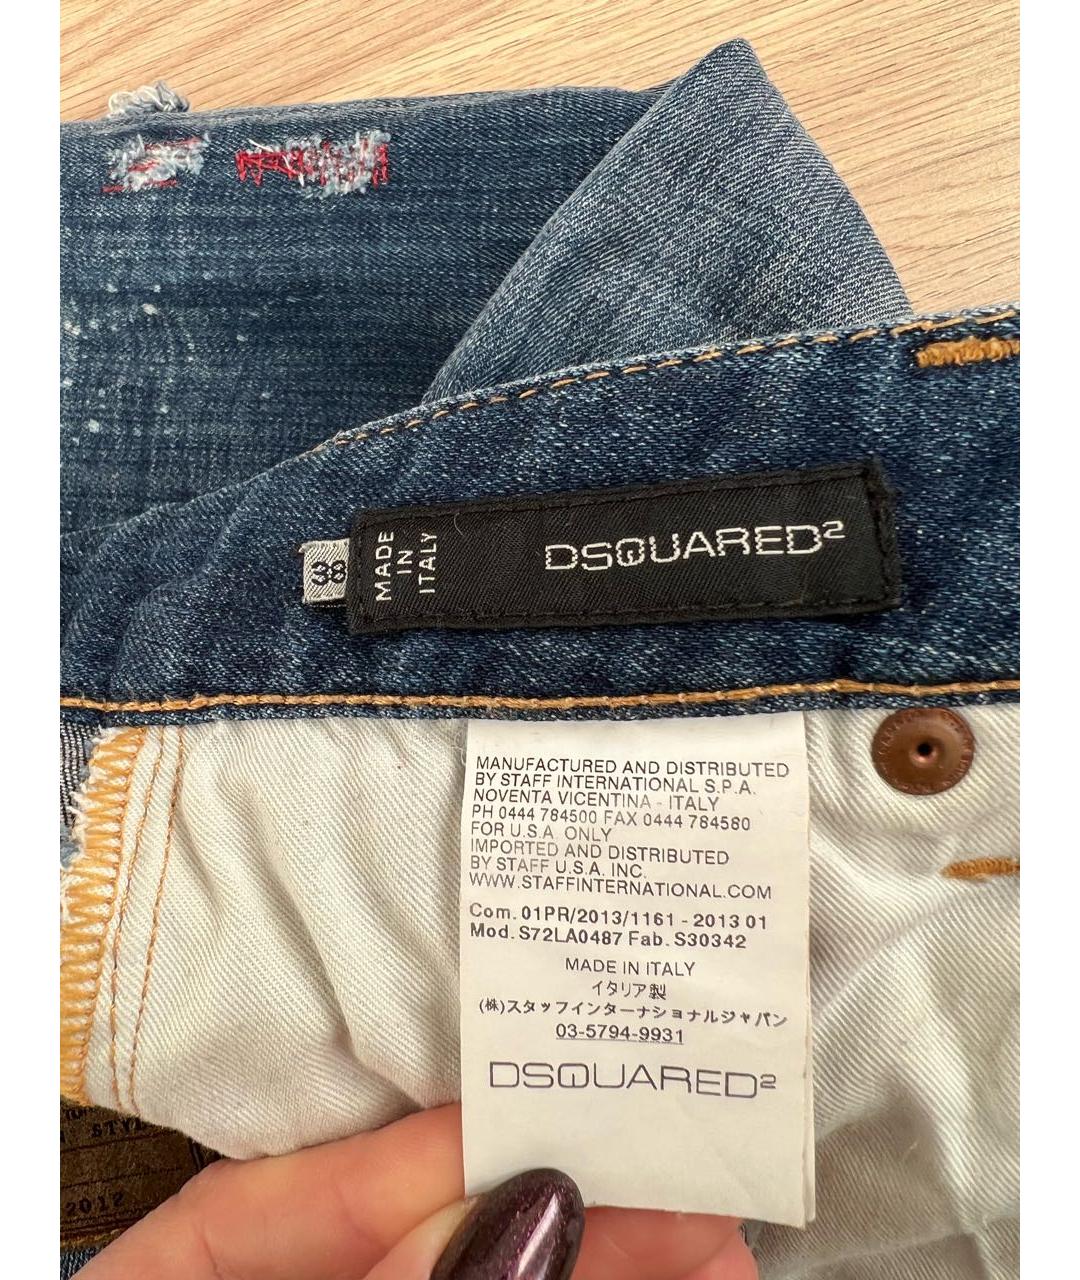 38
MADE
IN
ITALY
DSQUARED2
MANUFACTURED AND DISTRIBUTED
BY STAFF INTERNATIONAL S.P.A.
NOVENTA VICENTINA - ITALY
PH 0444 784500 FAX 0444 784580
FOR U.S.A. ONLY
IMPORTED AND DISTRIBUTED
BY STAFF U.S.A. INC.
WWW.STAFFINTERNATIONAL.COM
Com. 01PR/2013/1161 - 2013 01
Mod. S72LA0487 Fab. S30342
MADE IN ITALY
イタリア製
(株)スタッフインターナショナルジャパン
03-5794-9931
DSQUARED2
2012